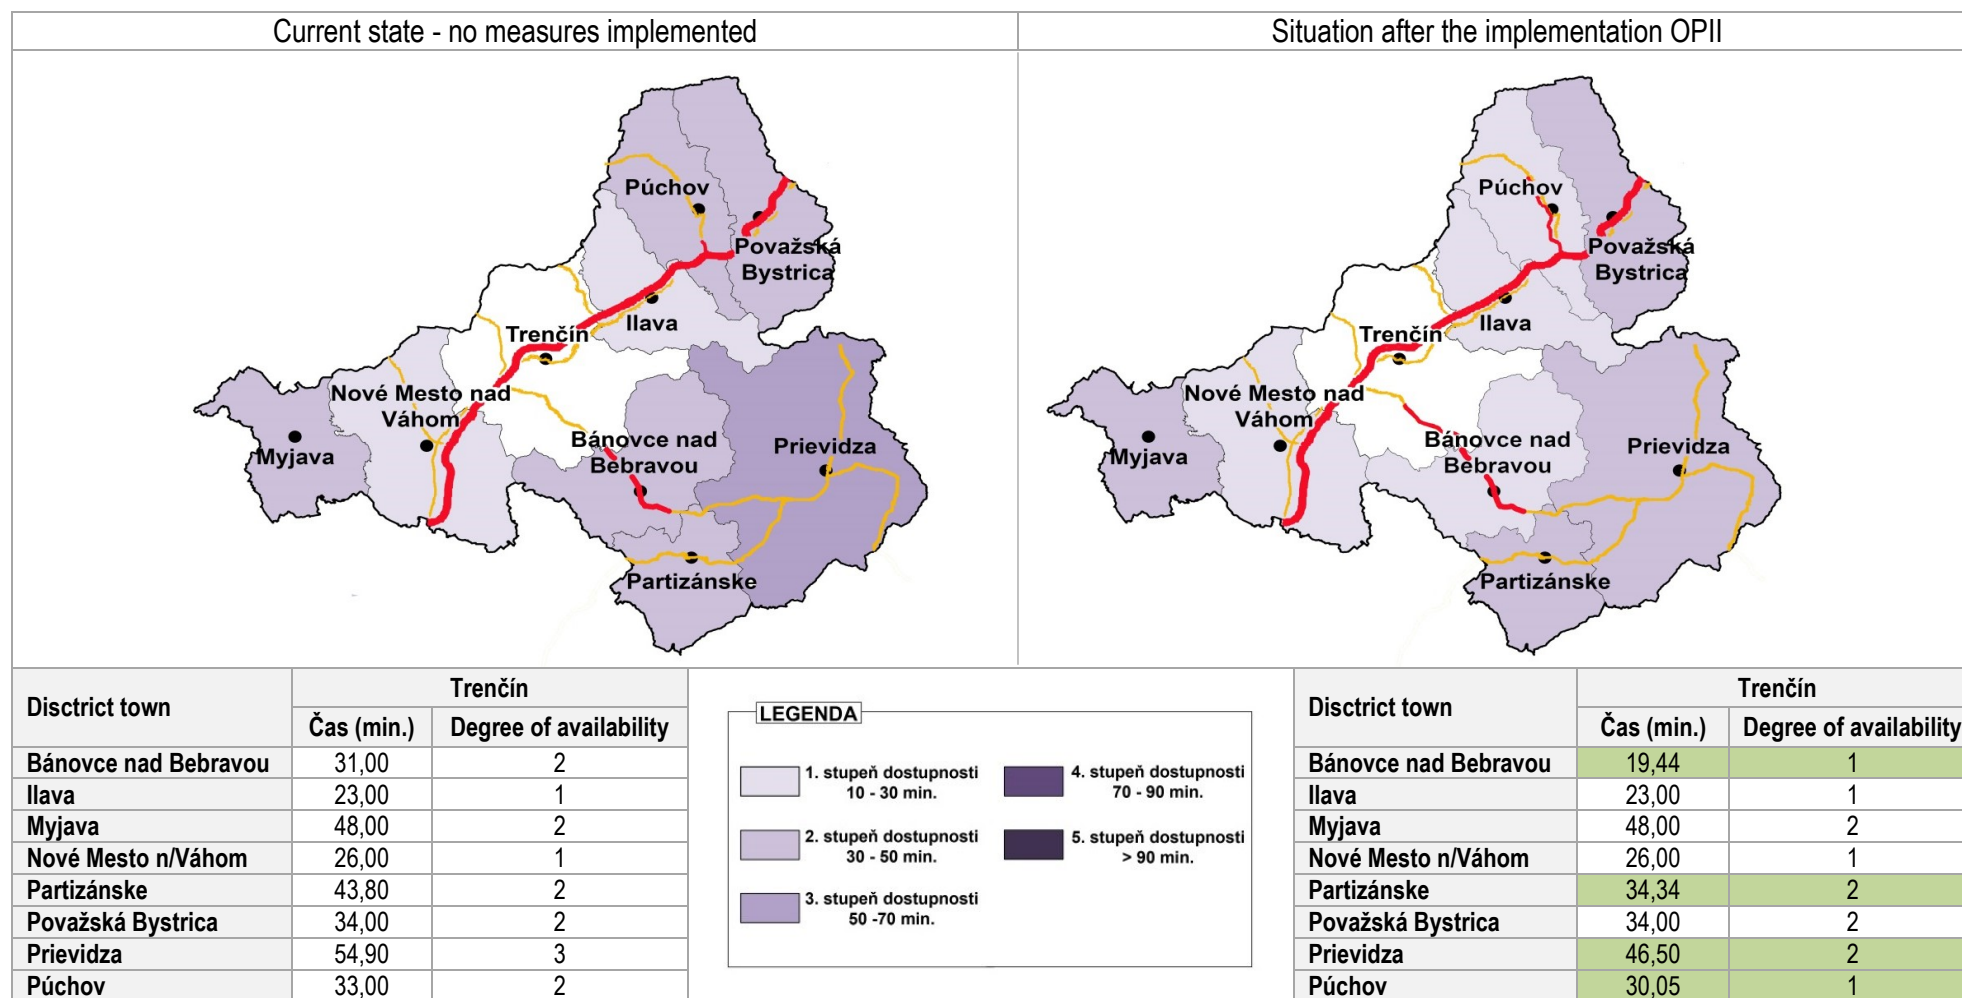 Current state - no measures implemented
Situation after the implementation OPII
Púchov
Považská
Bystrica
Ilava
Trenčín
Nové Mesto nad
Váhom
Myjava
Bánovce nad
Bebravou
Prievidza
Partizánske
Púchov
Považská
Bystrica
Ilava
Trenčín
Nové Mesto nad
Váhom
Myjava
Bánovce nad
Bebravou
Prievidza
Partizánske
Disctrict town Trenčín
Čas (min.) Degree of availability
Bánovce nad Bebravou 31,00 2
Ilava 23,00 1
Myjava 48,00 2
Nové Mesto n/Váhom 26,00 1
Partizánske 43,80 2
Považská Bystrica 34,00 2
Prievidza 54,90 3
Púchov 33,00 2
LEGENDA
1. stupeň dostupnosti
10 - 30 min.
2. stupeň dostupnosti
30 - 50 min.
3. stupeň dostupnosti
50 -70 min.
4. stupeň dostupnosti
70 - 90 min.
5. stupeň dostupnosti
> 90 min.
Disctrict town Trenčín
Čas (min.) Degree of availability
Bánovce nad Bebravou 19,44 1
Ilava 23,00 1
Myjava 48,00 2
Nové Mesto n/Váhom 26,00 1
Partizánske 34,34 2
Považská Bystrica 34,00 2
Prievidza 46,50 2
Púchov 30,05 1